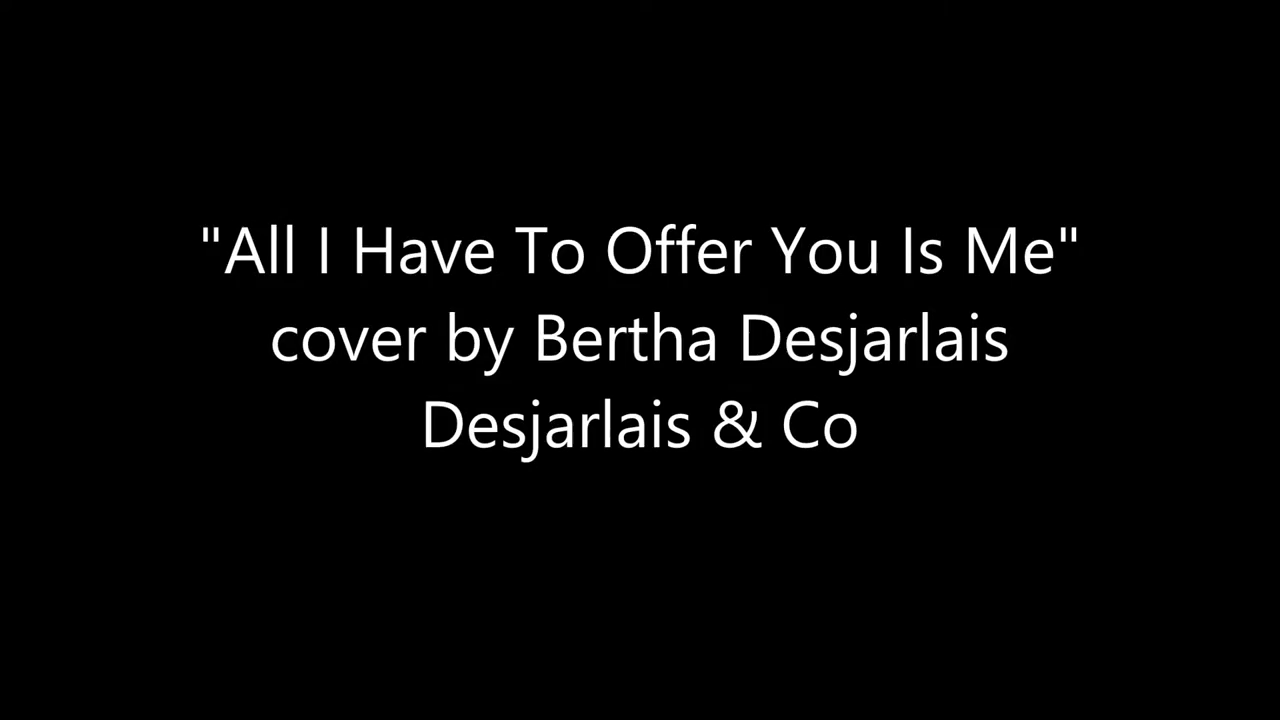 "All I Have To Offer You Is Me"
cover by Bertha Desjarlais
Desjarlais & Co